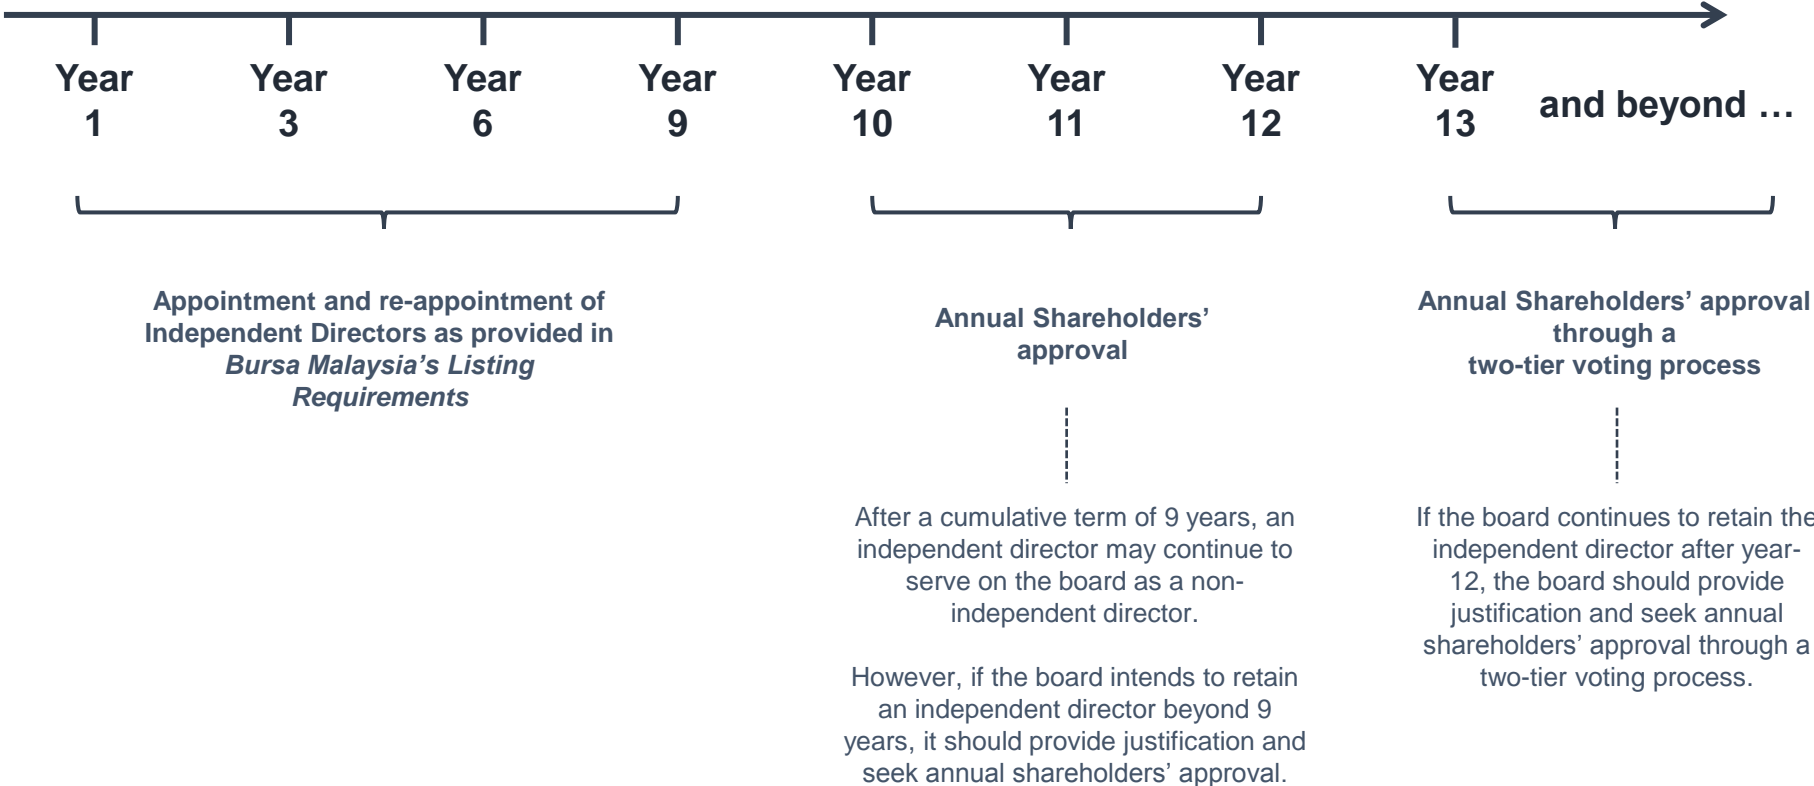 Year
1
Year
3
Year
6
Year
9
Year
10
Year
11
Year
12
Year
13
and beyond …
Appointment and re-appointment of
Independent Directors as provided in
Bursa Malaysia’s Listing
Requirements
Annual Shareholders’
approval
After a cumulative term of 9 years, an
independent director may continue to
serve on the board as a non-
independent director.
However, if the board intends to retain
an independent director beyond 9
years, it should provide justification and
seek annual shareholders’ approval.
Annual Shareholders’ approval
through a
two-tier voting process
If the board continues to retain the
independent director after year-
12, the board should provide
justification and seek annual
shareholders’ approval through a
two-tier voting process.